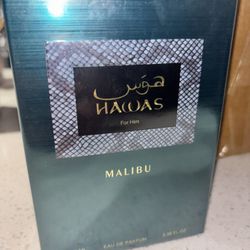 هوس
HAWAS
For Him
MALIBU
EAU DE PARFUM